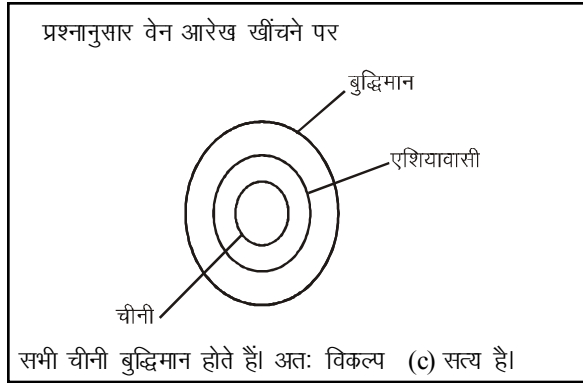 प्रश्नानुसार वेन आरेख खींचने पर
बुद्धिमान
एशियावासी
चीनी
सभी चीनी बुद्धिमान होते हैं। अत: विकल्प (c) सत्य है।